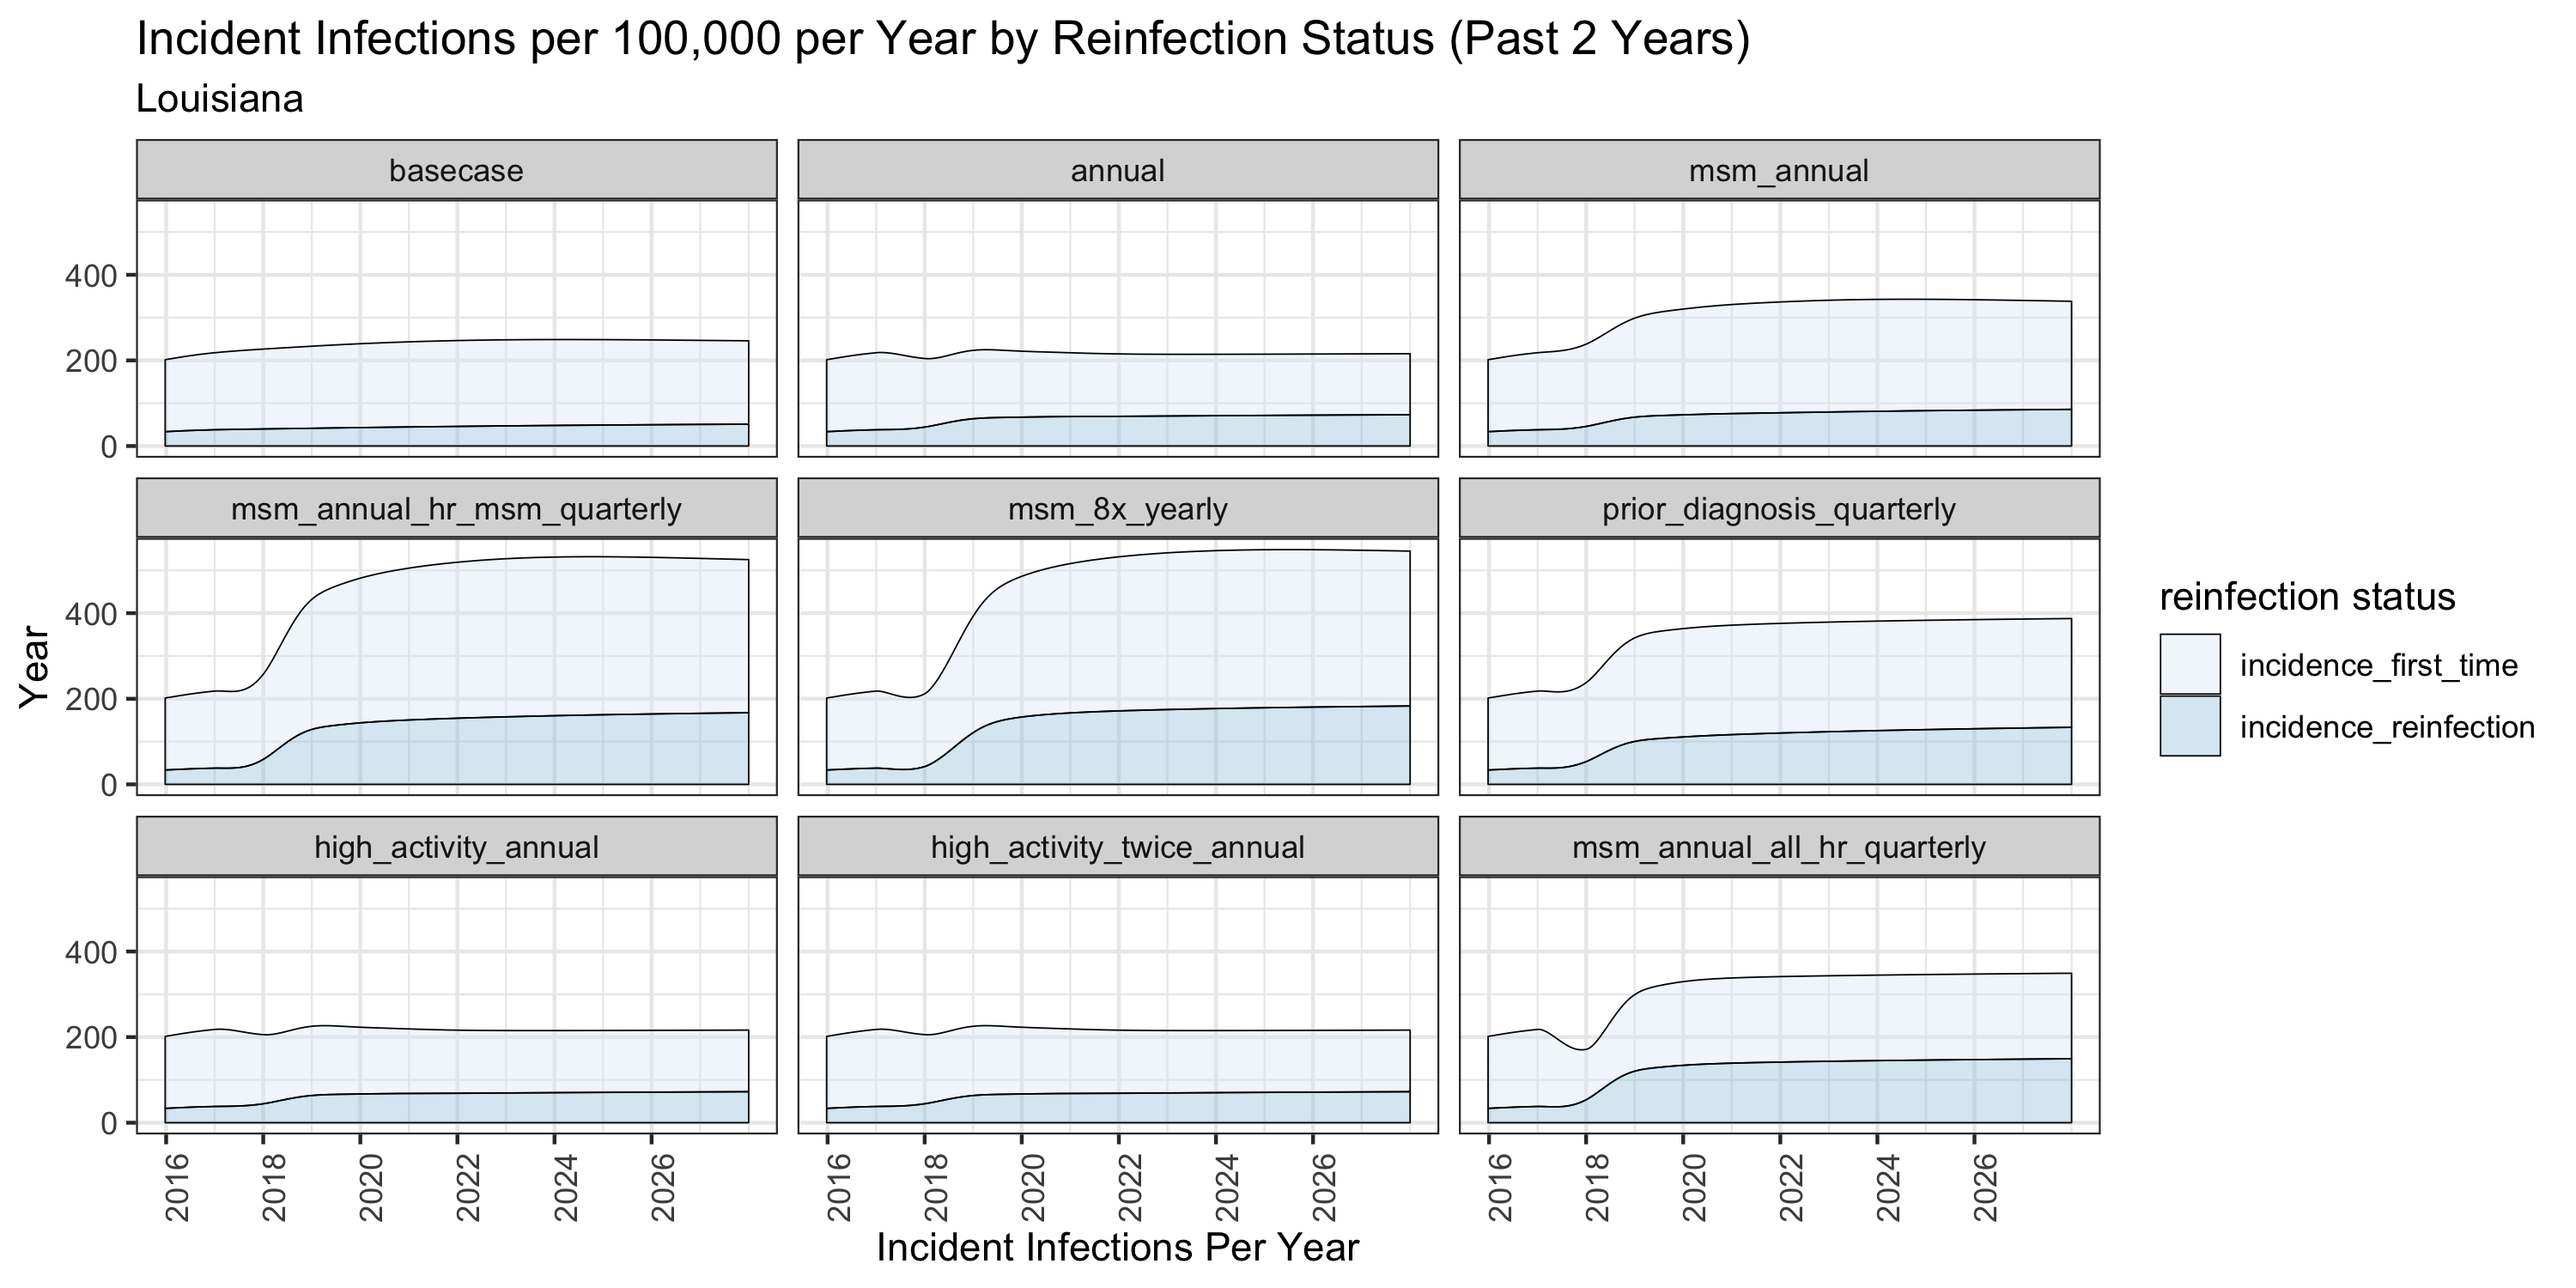 Incident Infections per 100,000 per Year by Reinfection Status (Past 2 Years)
Louisiana
basecase
annual
msm_annual
400
200
0
msm_annual_hr_msm_quarterly
msm_8x_yearly
prior_diagnosis_quarterly
400
200
0
Year
reinfection status
incidence_first_time
incidence_reinfection
high_activity_annual
high_activity_twice_annual
msm_annual_all_hr_quarterly
400
200
0
2016 2018 2020 2022 2024 2026
2016 2018 2020 2022 2024 2026
2016 2018 2020 2022 2024 2026
Incident Infections Per Year